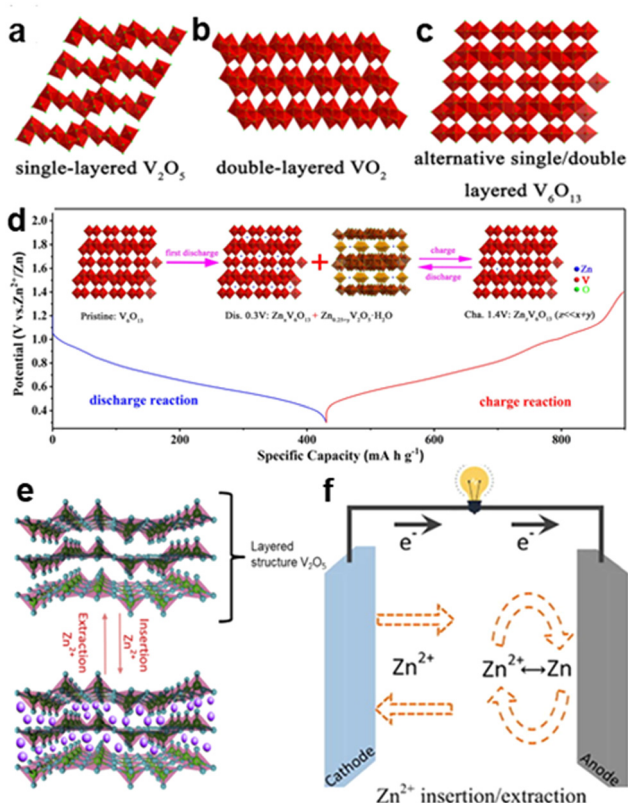 a
b
c
single-layered V₂O₅
double-layered VO₂
alternative single/double
layered V₆O₁₃
d
2.0
1.8
1.6
1.4
1.2
1.0
0.8
0.6
0.4
Potential (V vs.Zn²⁺/Zn)
first discharge
+
charge
discharge
Zn
V
O
Pristine: V₆O₁₃
Dis. 0.3V: ZnₓV₆O₁₃ + Zn₀.₂₅₊ᵧV₂O₅·H₂O
Cha. 1.4V: Zn_zV₆O₁₃ (z<<x+y)
discharge reaction
charge reaction
0
200
400
600
800
Specific Capacity (mA h g⁻¹)
e
Layered
structure V₂O₅
Extraction
Zn²⁺
Insertion
Zn²⁺
f
e⁻
e⁻
Zn²⁺
Zn²⁺↔Zn
Cathode
Anode
Zn²⁺ insertion/extraction